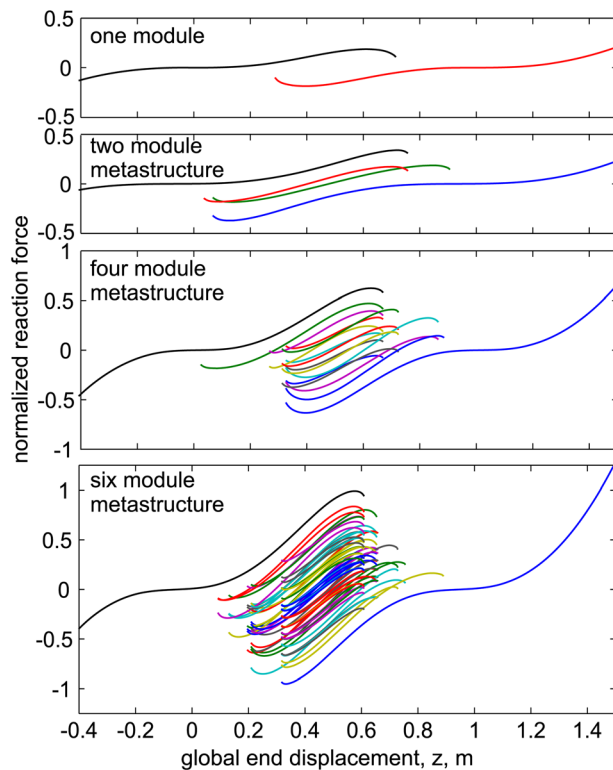 one module
0.5
0
-0.5
two module
metastructure
0.5
0
-0.5
four module
metastructure
1
0.5
0
-0.5
-1
six module
metastructure
1
0.5
0
-0.5
-1
normalized reaction force
-0.4 -0.2 0 0.2 0.4 0.6 0.8 1 1.2 1.4
global end displacement, z, m